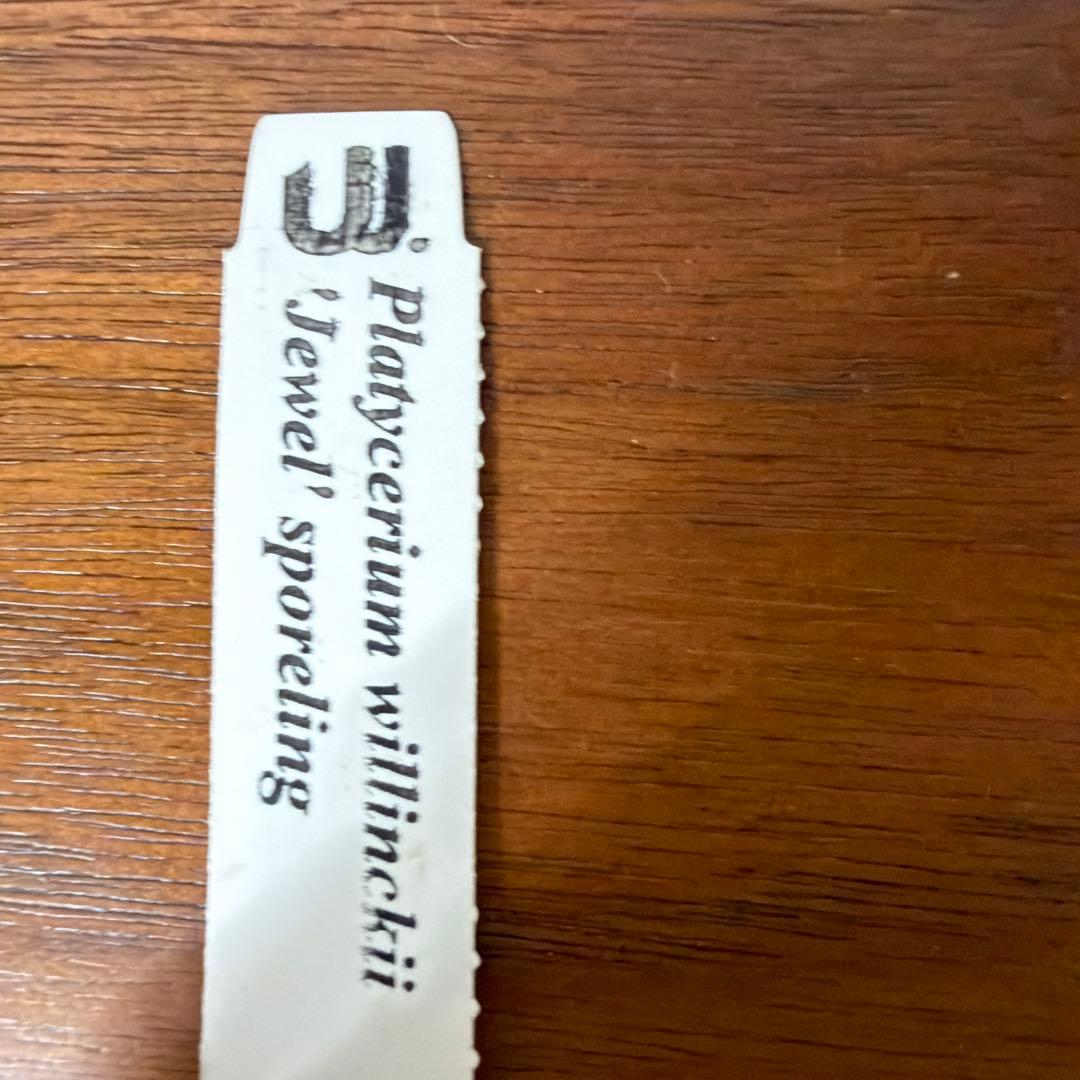 Platycerium willinckii
'Jewel' sporeling